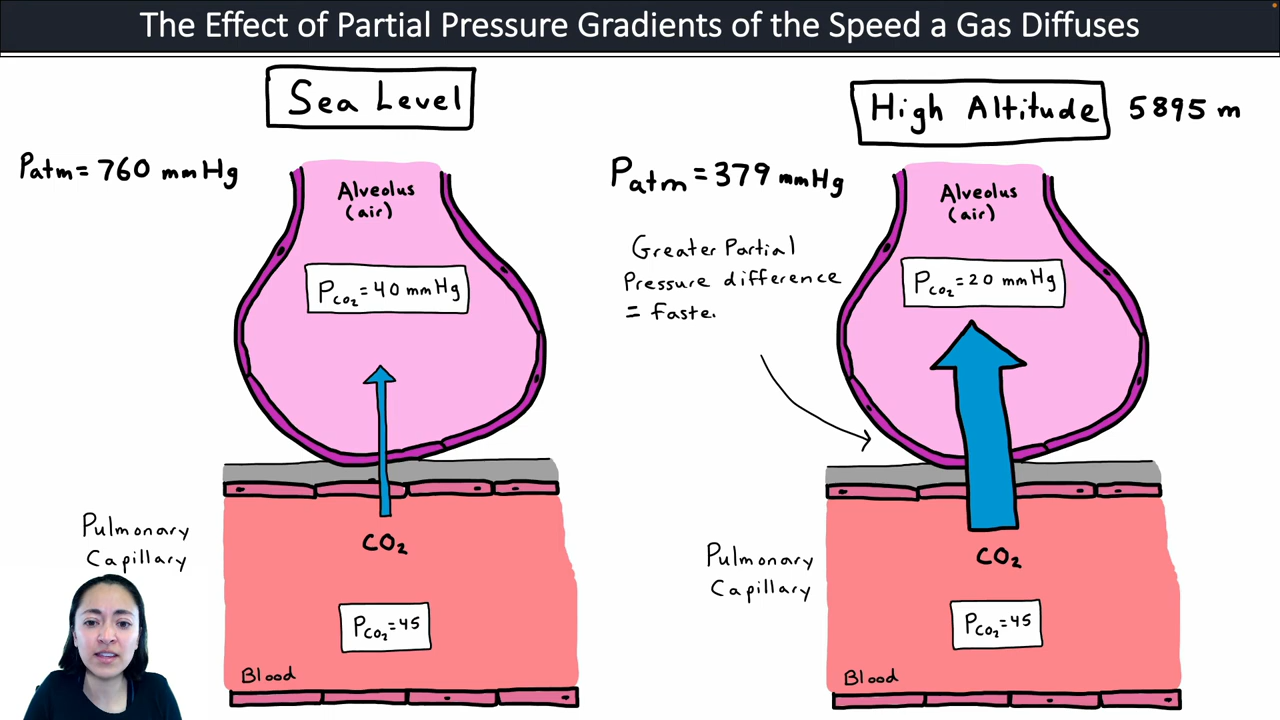 The Effect of Partial Pressure Gradients of the Speed a Gas Diffuses
Sea Level
Patm = 760 mmHg
Alveolus
(air)
PCO2 = 40 mmHg
CO2
Pulmonary
Capillary
PCO2 = 45
Blood
High Altitude 5895 m
Patm = 379 mmHg
Alveolus
(air)
Greater Partial
Pressure difference
= faste.
PCO2 = 20 mmHg
CO2
Pulmonary
Capillary
PCO2 = 45
Blood